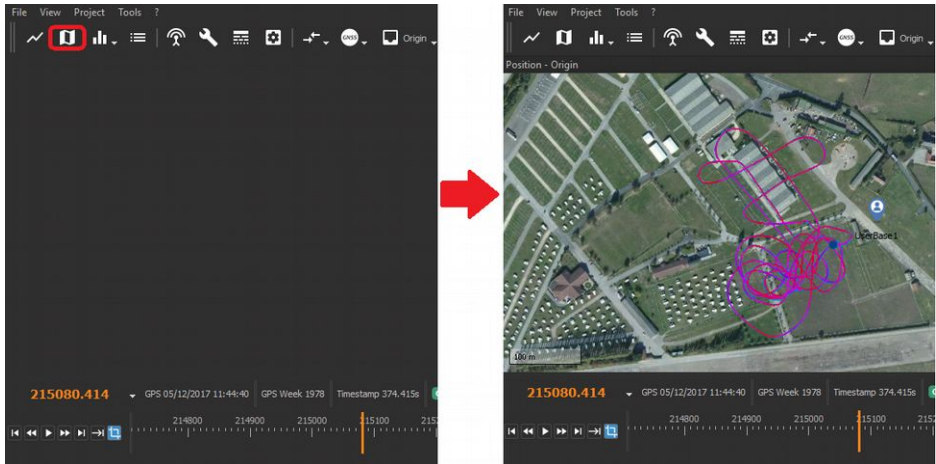 File View Project Tools ?
Origin
215080.414 GPS 05/12/2017 11:44:40 GPS Week 1978 Timestamp 374.415s
214800 214900 215000 215100
File View Project Tools ?
GNSS Origin
Position - Origin
UserBase1
100 m
215080.414 GPS 05/12/2017 11:44:40 GPS Week 1978 Timestamp 374.415s
214800 214900 215000 215100